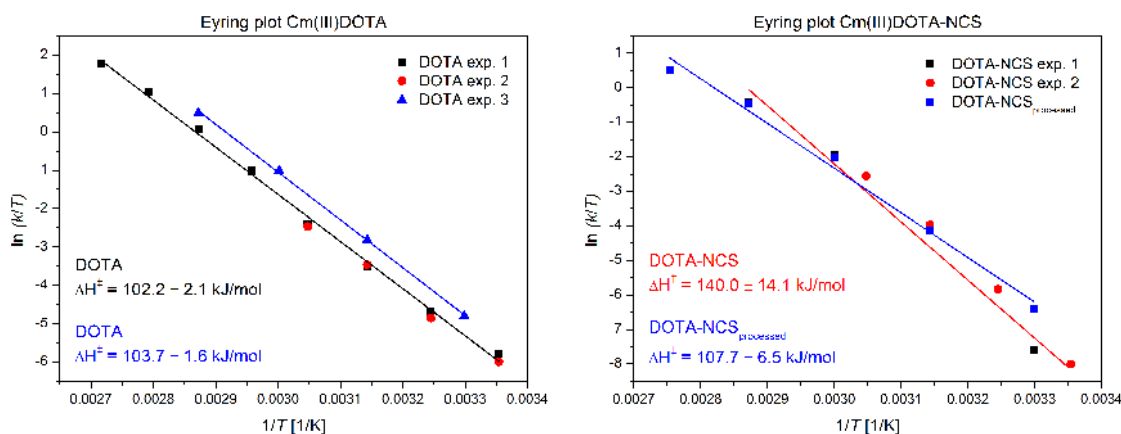 Eyring plot Cm(III)DOTA
DOTA exp. 1
DOTA exp. 2
DOTA exp. 3
2
1
0
-1
-2
-3
-4
-5
-6
ln (k/T)
DOTA
ΔH‡ = 102.2 − 2.1 kJ/mol
DOTA
ΔH‡ = 103.7 − 1.6 kJ/mol
0.0027 0.0028 0.0029 0.0030 0.0031 0.0032 0.0033 0.0034
1/T [1/K]
Eyring plot Cm(III)DOTA-NCS
DOTA-NCS exp. 1
DOTA-NCS exp. 2
DOTA-NCS processed
1
0
-1
-2
-3
-4
-5
-6
-7
-8
ln (k/T)
DOTA-NCS
ΔH‡ = 140.0 ± 14.1 kJ/mol
DOTA-NCS processed
ΔH‡ = 107.7 − 6.5 kJ/mol
0.0027 0.0028 0.0029 0.0030 0.0031 0.0032 0.0033 0.0034
1/T [1/K]